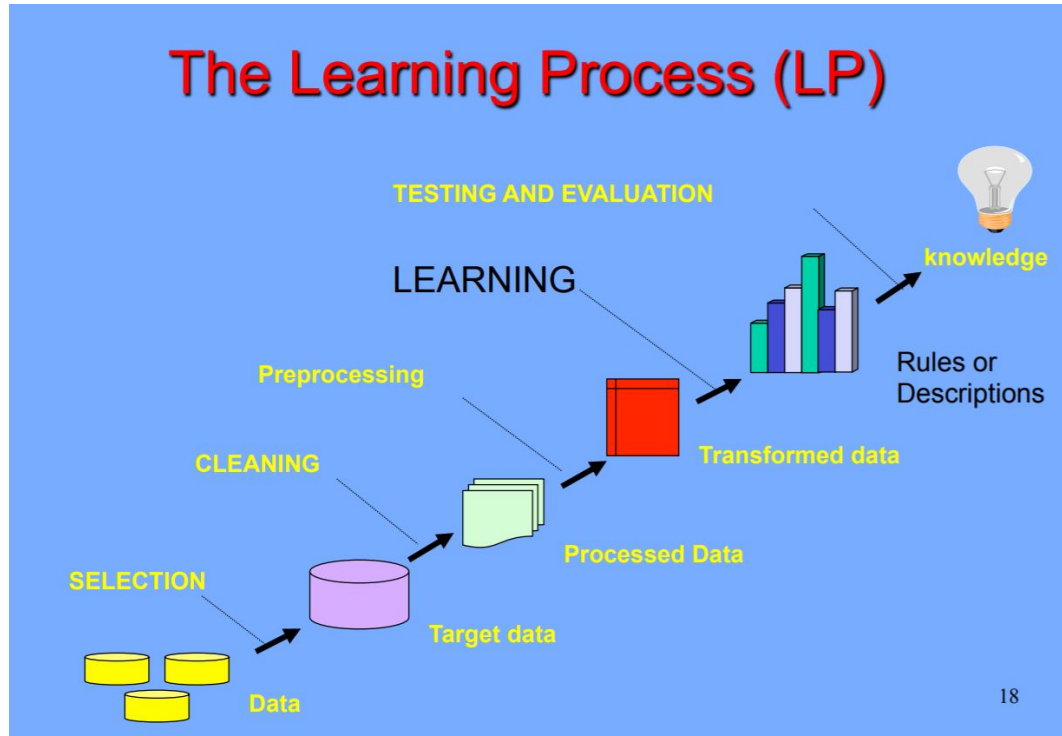 The Learning Process (LP)
TESTING AND EVALUATION
knowledge
LEARNING
Rules or
Descriptions
Preprocessing
Transformed data
CLEANING
Processed Data
SELECTION
Target data
Data
18